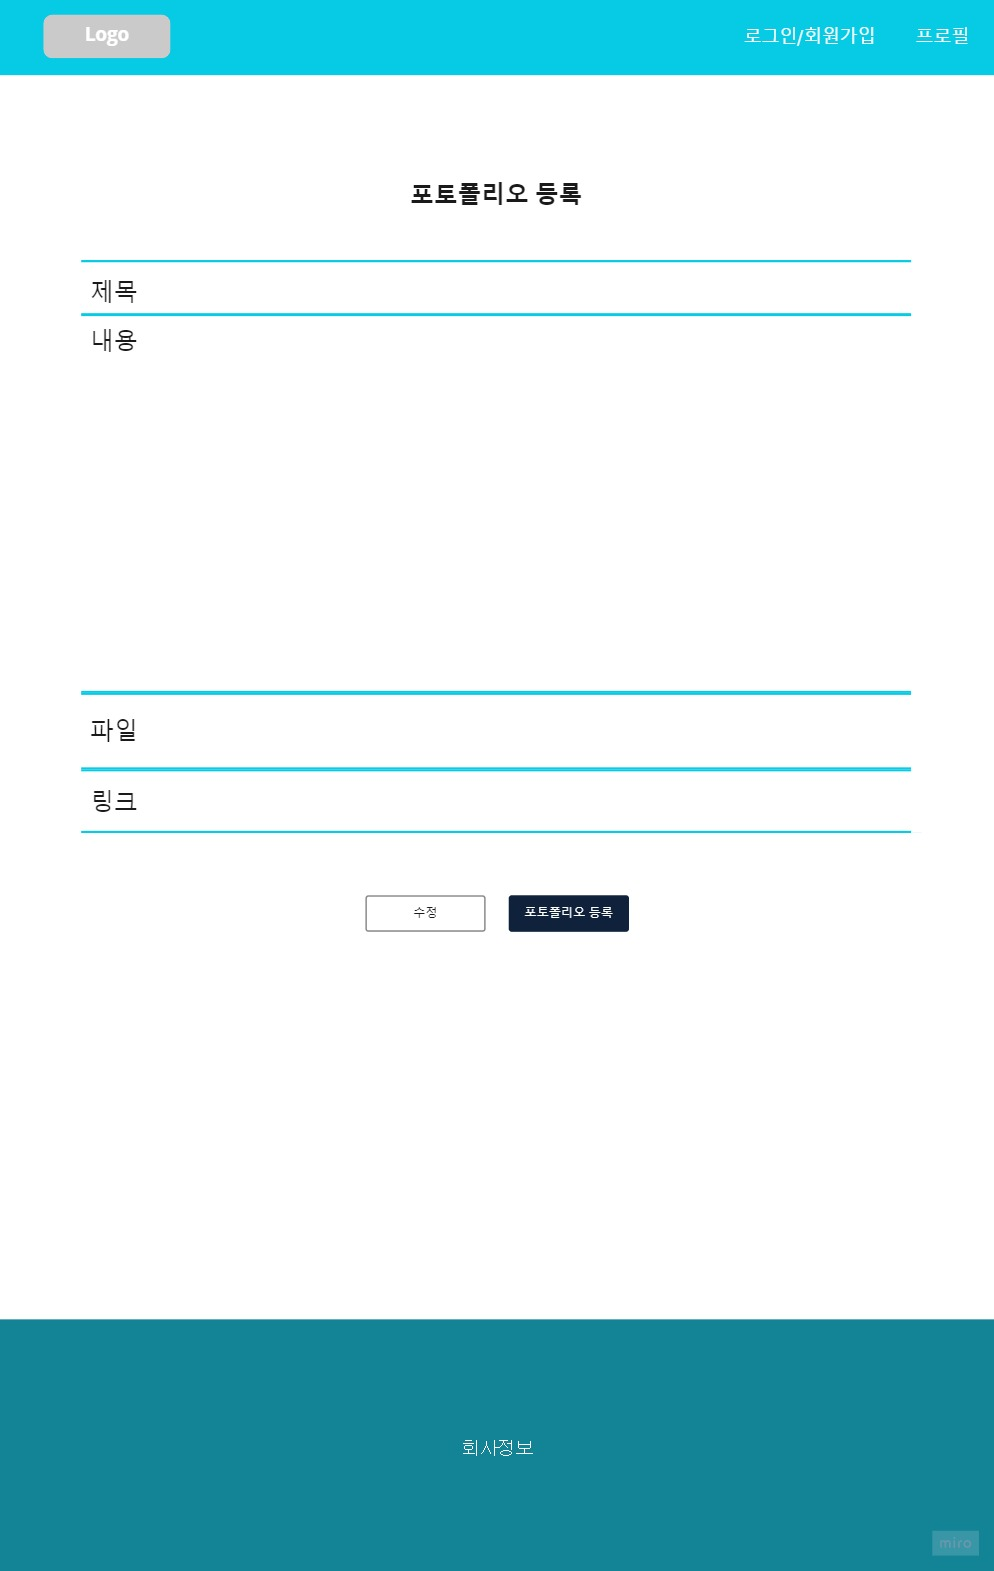 Logo
로그인/회원가입 프로필
포토폴리오 등록
제목
내용
파일
링크
수정
포토폴리오 등록
회사정보
miro